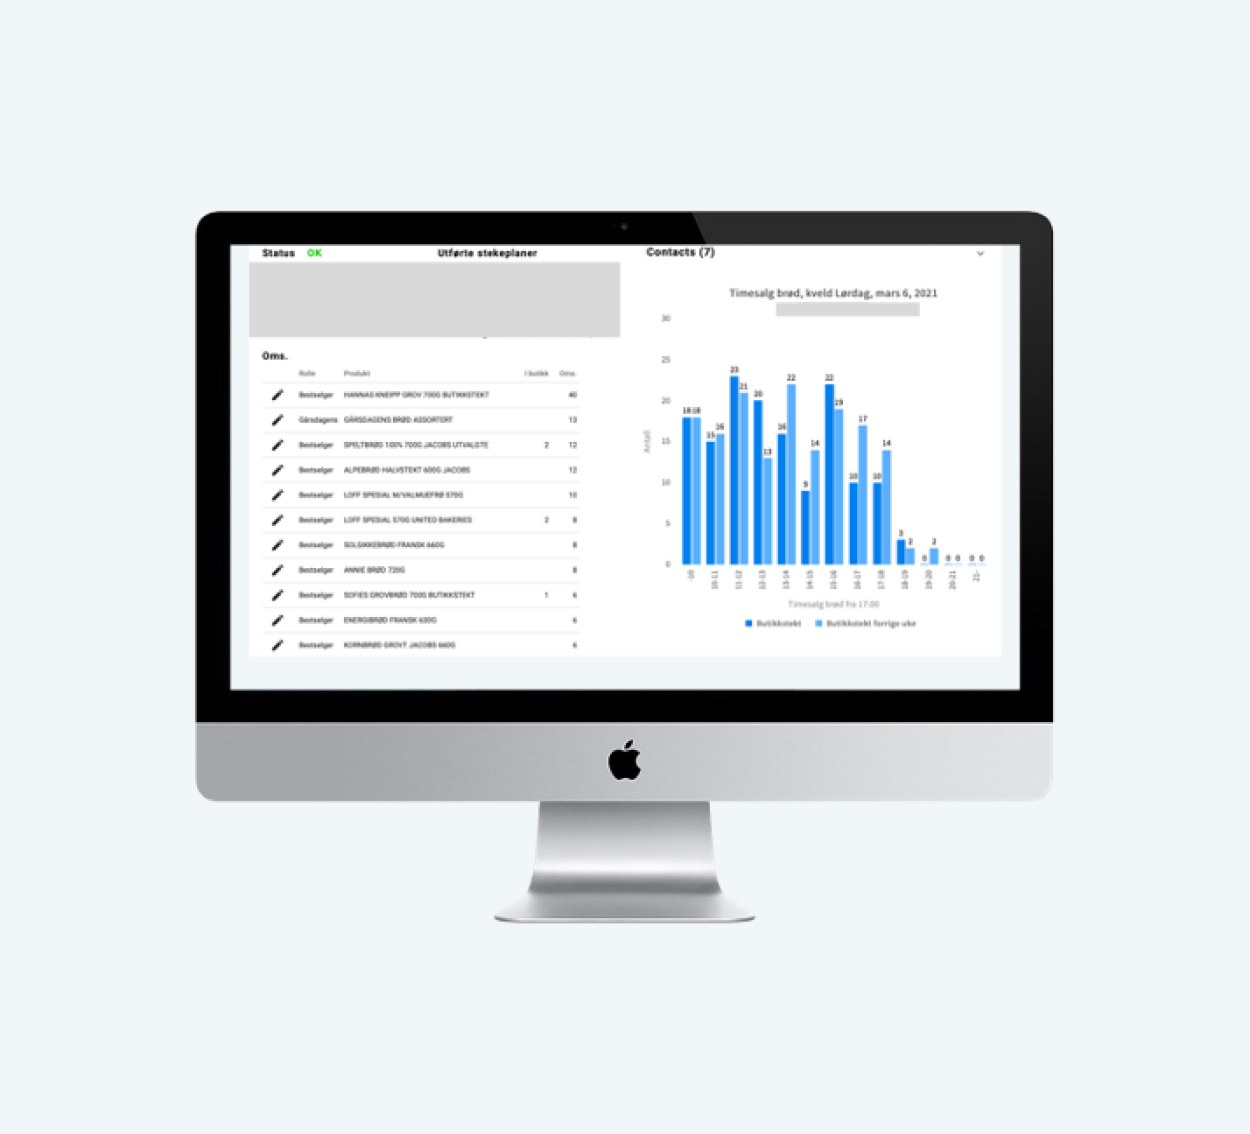 Status OK Utførte stekeplaner
Oms.
Rolle Produkt I butikk Oms.
Bestselger HANNAS KNEIPP GROV 700G BUTIKKSTEKT 40
Gårsdagens GÅRSDAGENS BRØD ASSORTERT 13
Bestselger SPELTBRØD 100% 700G JACOBS UTVALGTE 2 12
Bestselger ALPEBRØD HALVSTEKT 600G JACOBS 12
Bestselger LOFF SPESIAL M/VALMUEFRØ 570G 10
Bestselger LOFF SPESIAL 570G UNITED BAKERIES 2 8
Bestselger SOLSIKKEBRØD FRANSK 660G 8
Bestselger ANNIE BRØD 720G 8
Bestselger SOFIES GROVBRØD 700G BUTIKKSTEKT 1 6
Bestselger ENERGIBRØD FRANSK 630G 6
Bestselger KORNBRØD GROVT JACOBS 660G 6
Contacts (7)
Timesalg brød, kveld Lørdag, mars 6, 2021
30
25
20
15
10
5
0
Antall
18 18 15 16 23 21 20 13 16 22 9 14 22 19 10 17 10 14 3 2 0 2 0 0 0 0
-10 10-11 11-12 12-13 13-14 14-15 15-16 16-17 17-18 18-19 19-20 20-21 21-
Timesalg brød fra 17:00
Butikkstekt Butikkstekt forrige uke